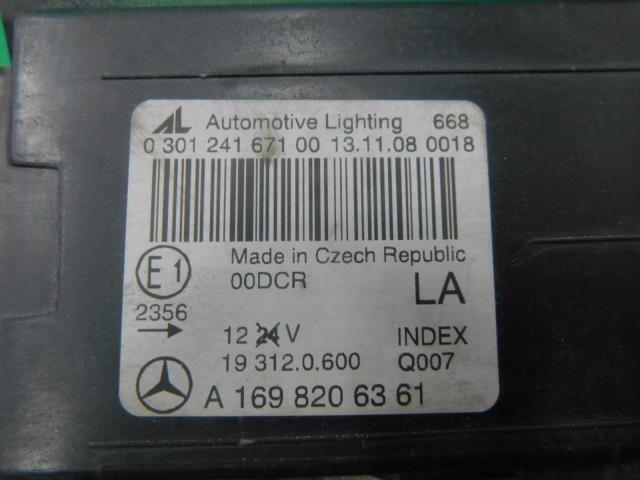 AL Automotive Lighting 668
0 301 241 671 00 13.11.08 0018
Made in Czech Republic
E1 00DCR LA
2356
12 24 V INDEX
19 312.0.600 Q007
A 169 820 63 61